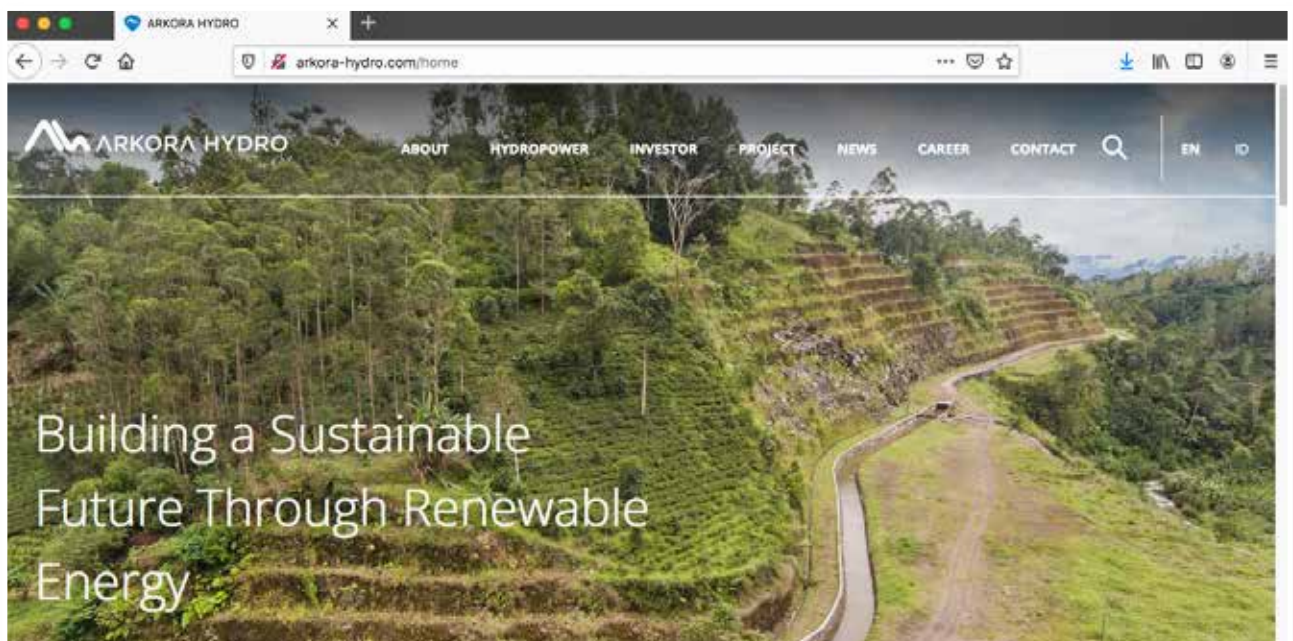 ARKORA HYDRO
arkora-hydro.com/home
ARKORA HYDRO
ABOUT HYDROPOWER INVESTOR PROJECT NEWS CAREER CONTACT EN ID
Building a Sustainable
Future Through Renewable
Energy